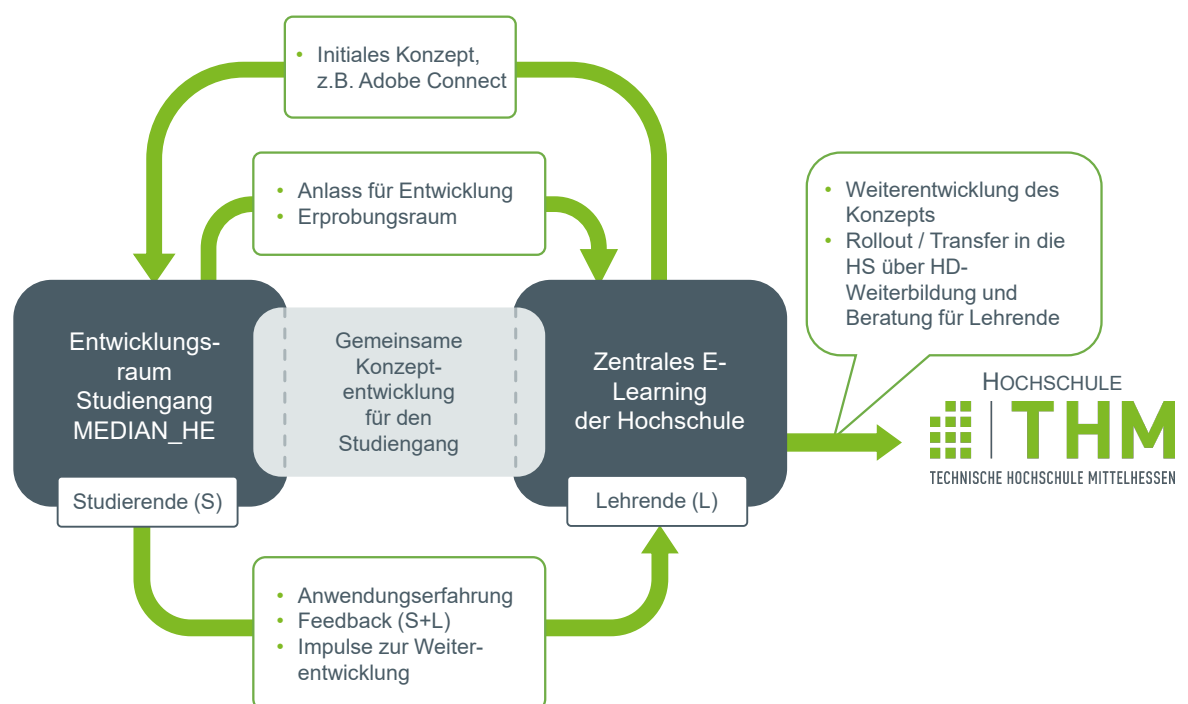 • Initiales Konzept,
z.B. Adobe Connect
• Anlass für Entwicklung
• Erprobungsraum
• Weiterentwicklung des
Konzepts
• Rollout / Transfer in die
HS über HD-
Weiterbildung und
Beratung für Lehrende
Entwicklungs-
raum
Studiengang
MEDIAN_HE
Gemeinsame
Konzept-
entwicklung
für den
Studiengang
Zentrales E-
Learning
der Hochschule
HOCHSCHULE
THM
TECHNISCHE HOCHSCHULE MITTELHESSEN
Studierende (S)
Lehrende (L)
• Anwendungserfahrung
• Feedback (S+L)
• Impulse zur Weiter-
entwicklung